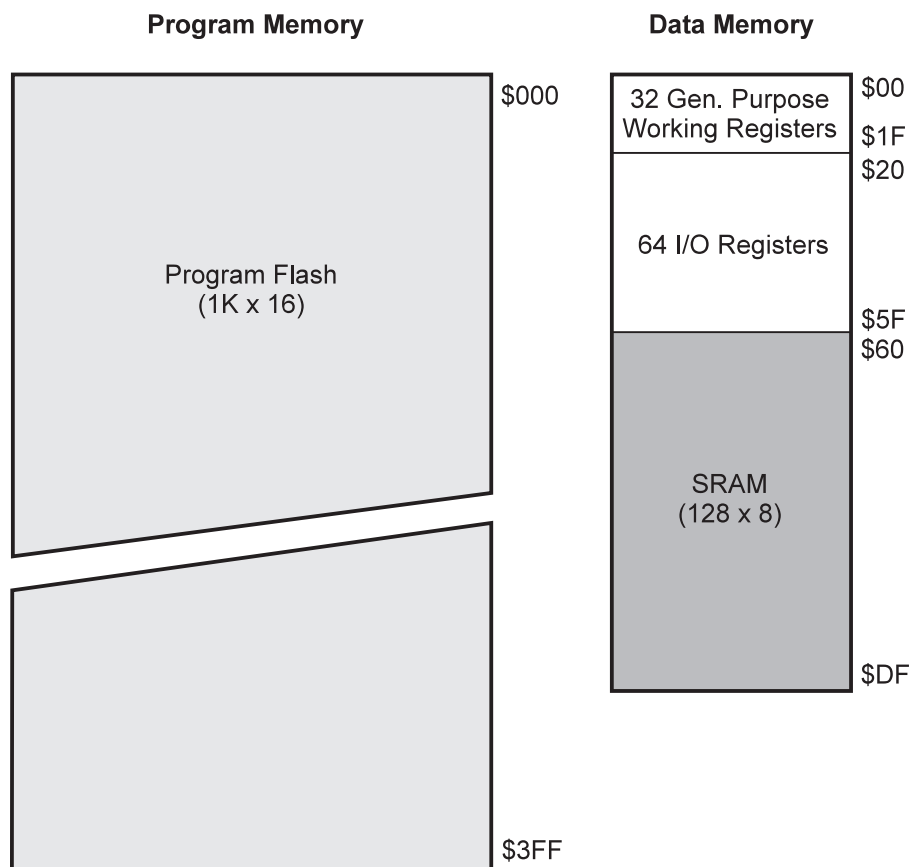 Program Memory
$000
Program Flash
(1K x 16)
$3FF
Data Memory
32 Gen. Purpose
Working Registers
$00
$1F
$20
64 I/O Registers
$5F
$60
SRAM
(128 x 8)
$DF